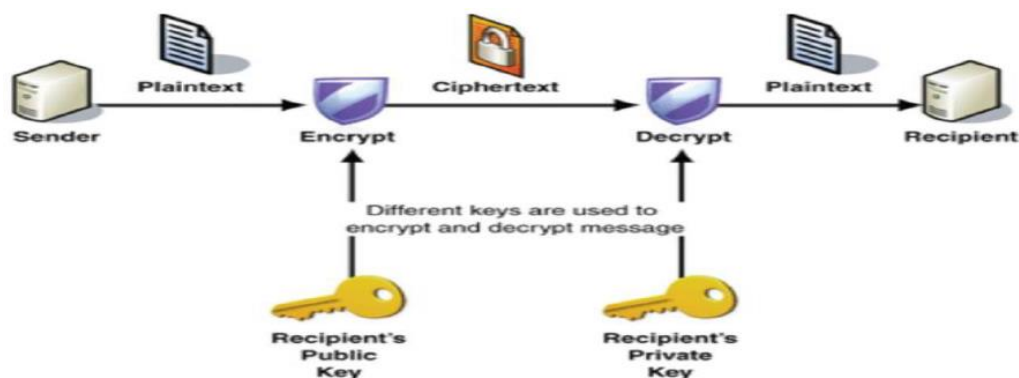 Plaintext
Ciphertext
Plaintext
Sender
Encrypt
Decrypt
Recipient
Different keys are used to
encrypt and decrypt message
Recipient's
Public
Key
Recipient's
Private
Key